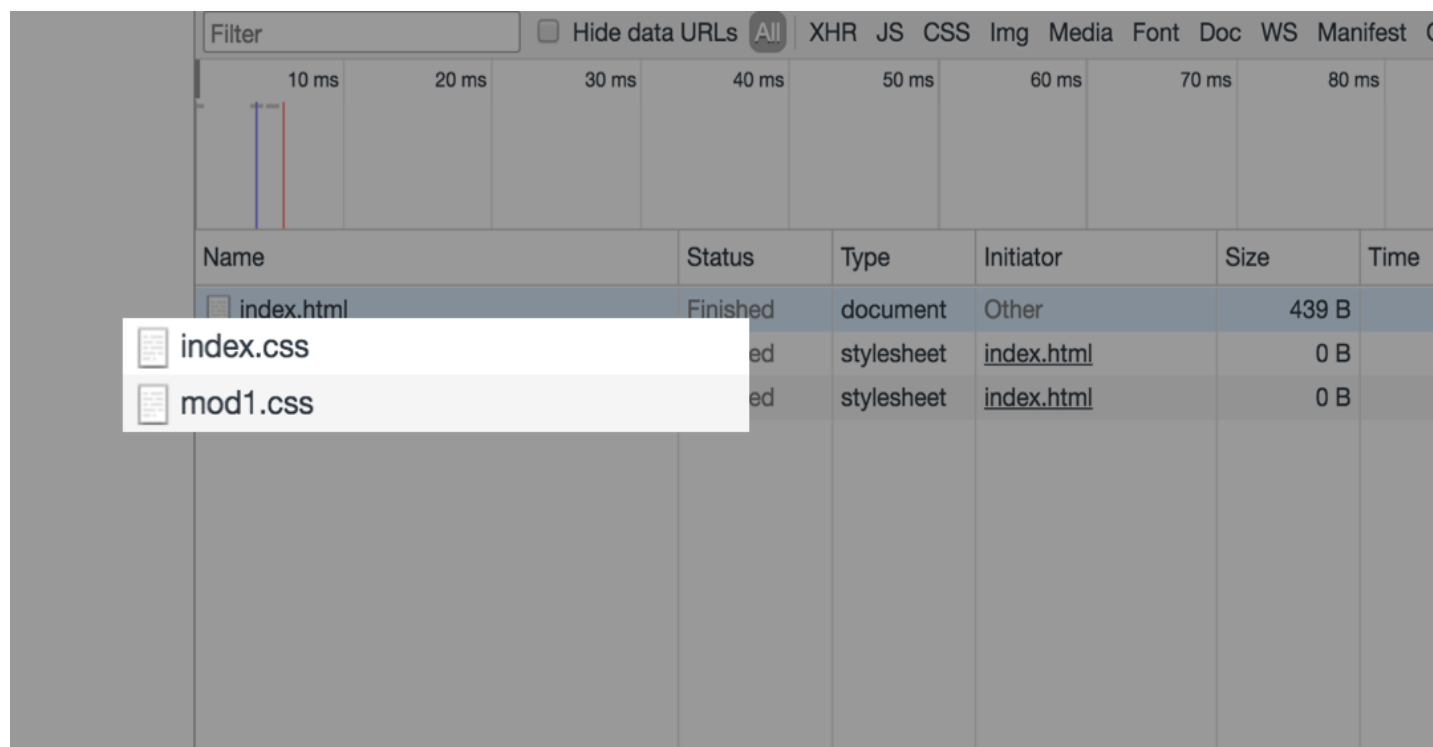 Filter Hide data URLs All XHR JS CSS Img Media Font Doc WS Manifest
10 ms 20 ms 30 ms 40 ms 50 ms 60 ms 70 ms 80 ms
Name Status Type Initiator Size Time
index.html Finished document Other 439 B
index.css ed stylesheet index.html 0 B
mod1.css ed stylesheet index.html 0 B